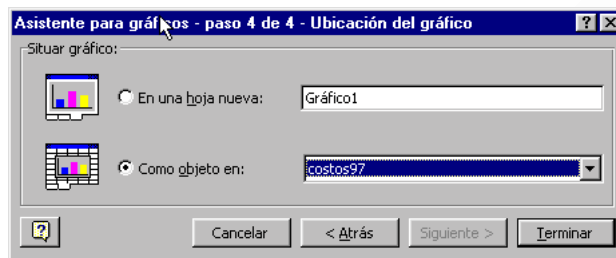 Asistente para gráficos - paso 4 de 4 - Ubicación del gráfico
Situar gráfico:
En una hoja nueva: Gráfico1
Como objeto en: costos97
Cancelar < Atrás Siguiente > Terminar